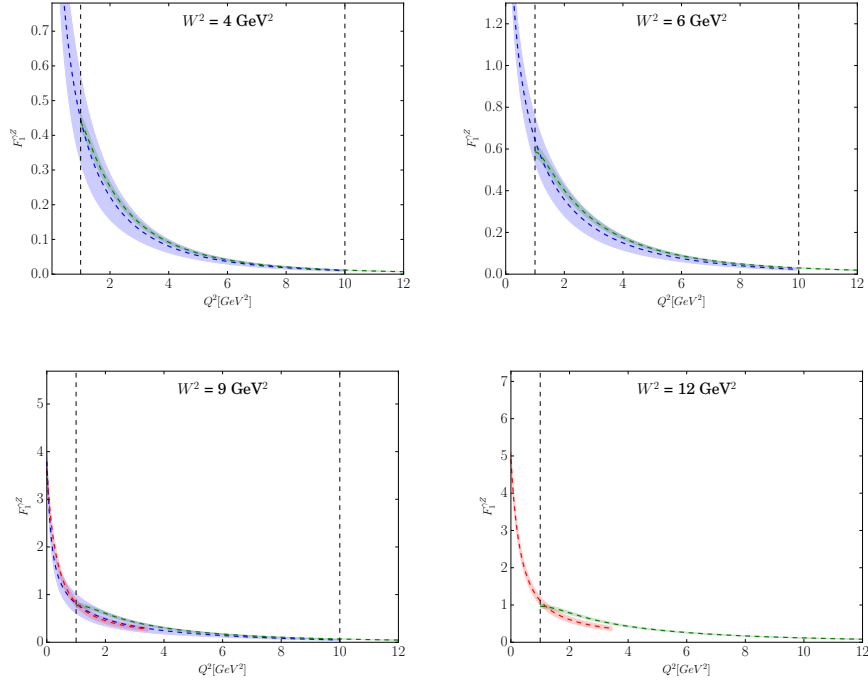 W² = 4 GeV²
0.7
0.6
0.5
0.4
0.3
0.2
0.1
0.0
F₁^γZ
2 4 6 8 10 12
Q²[GeV²]
W² = 6 GeV²
1.2
1.0
0.8
0.6
0.4
0.2
0.0
F₁^γZ
0 2 4 6 8 10 12
Q²[GeV²]
W² = 9 GeV²
5
4
3
2
1
0
F₁^γZ
0 2 4 6 8 10 12
Q²[GeV²]
W² = 12 GeV²
7
6
5
4
3
2
1
0
F₁^γZ
0 2 4 6 8 10 12
Q²[GeV²]